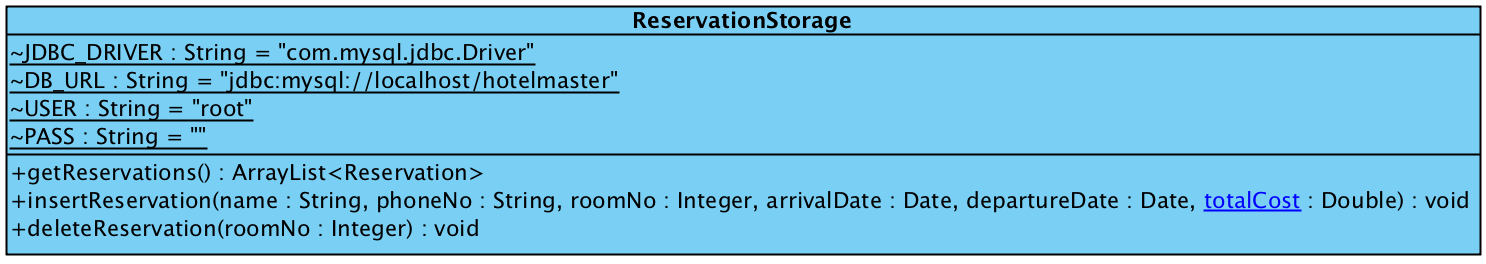 ReservationStorage
~JDBC_DRIVER : String = "com.mysql.jdbc.Driver"
~DB_URL : String = "jdbc:mysql://localhost/hotelmaster"
~USER : String = "root"
~PASS : String = ""
+getReservations() : ArrayList<Reservation>
+insertReservation(name : String, phoneNo : String, roomNo : Integer, arrivalDate : Date, departureDate : Date, totalCost : Double) : void
+deleteReservation(roomNo : Integer) : void